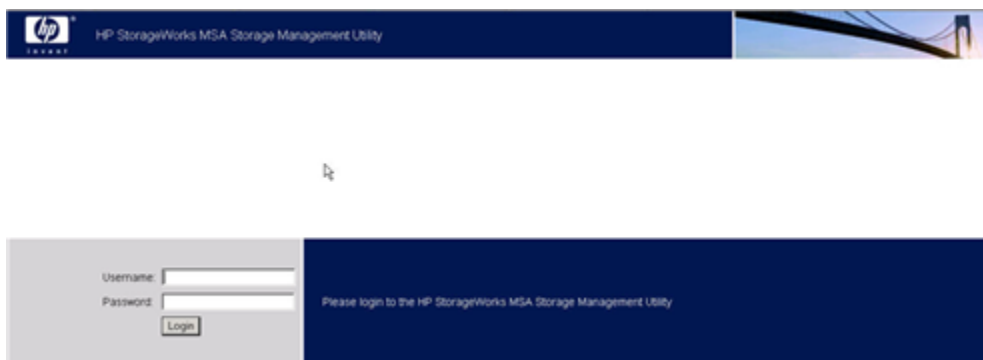 hp
invent
HP StorageWorks MSA Storage Management Utility
Username:
Password:
Login
Please login to the HP StorageWorks MSA Storage Management Utility